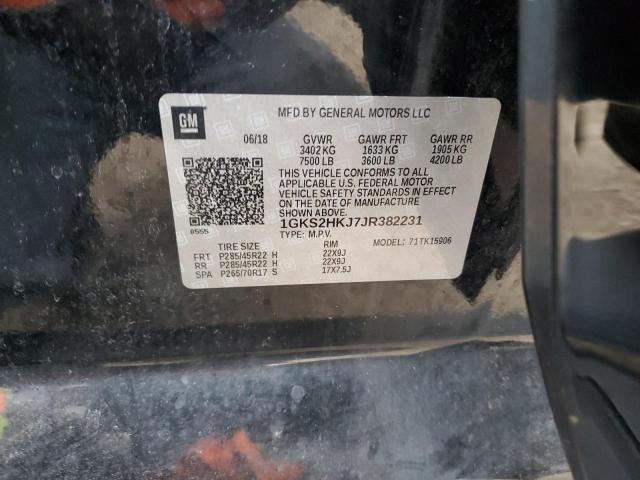 GM
MFD BY GENERAL MOTORS LLC
06/18 GVWR GAWR FRT GAWR RR
3402 KG 1633 KG 1905 KG
7500 LB 3600 LB 4200 LB
THIS VEHICLE CONFORMS TO ALL
APPLICABLE U.S. FEDERAL MOTOR
VEHICLE SAFETY STANDARDS IN EFFECT
ON THE DATE OF MANUFACTURE
SHOWN ABOVE.
1GKS2HKJ7JR382231
8555 TYPE: M.P.V. MODEL: 71TK15906
TIRE SIZE RIM
FRT P285/45R22 H 22X9J
RR P285/45R22 H 22X9J
SPA P265/70R17 S 17X7.5J